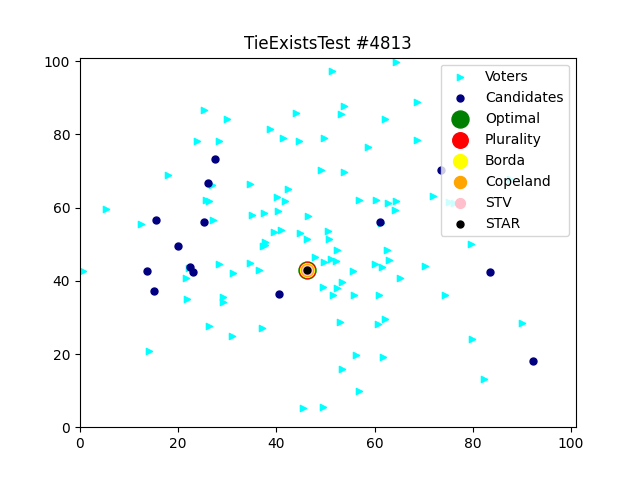 TieExistsTest #4813
100
80
60
40
20
0
0 20 40 60 80 100
Voters
Candidates
Optimal
Plurality
Borda
Copeland
STV
STAR